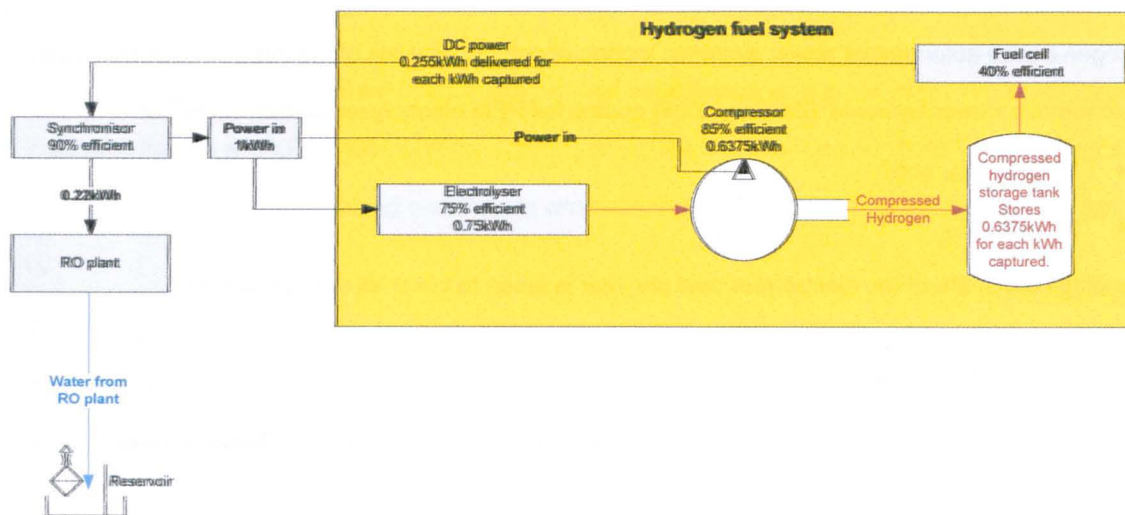 Hydrogen fuel system
DC power
0.255kWh delivered for
each kWh captured
Fuel cell
40% efficient
Synchronisor
90% efficient
Power in
1kWh
Power in
Compressor
85% efficient
0.6375kWh
0.22kWh
Electrolyser
75% efficient
0.75kWh
Compressed
Hydrogen
Compressed
hydrogen
storage tank
Stores
0.6375kWh
for each kWh
captured.
RO plant
Water from
RO plant
Reservoir